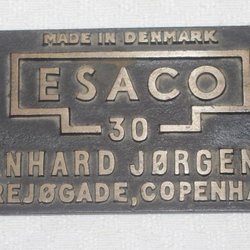 MADE IN DENMARK
ESACO
30
NHARD JØRGEN
REJØGADE, COPENHA